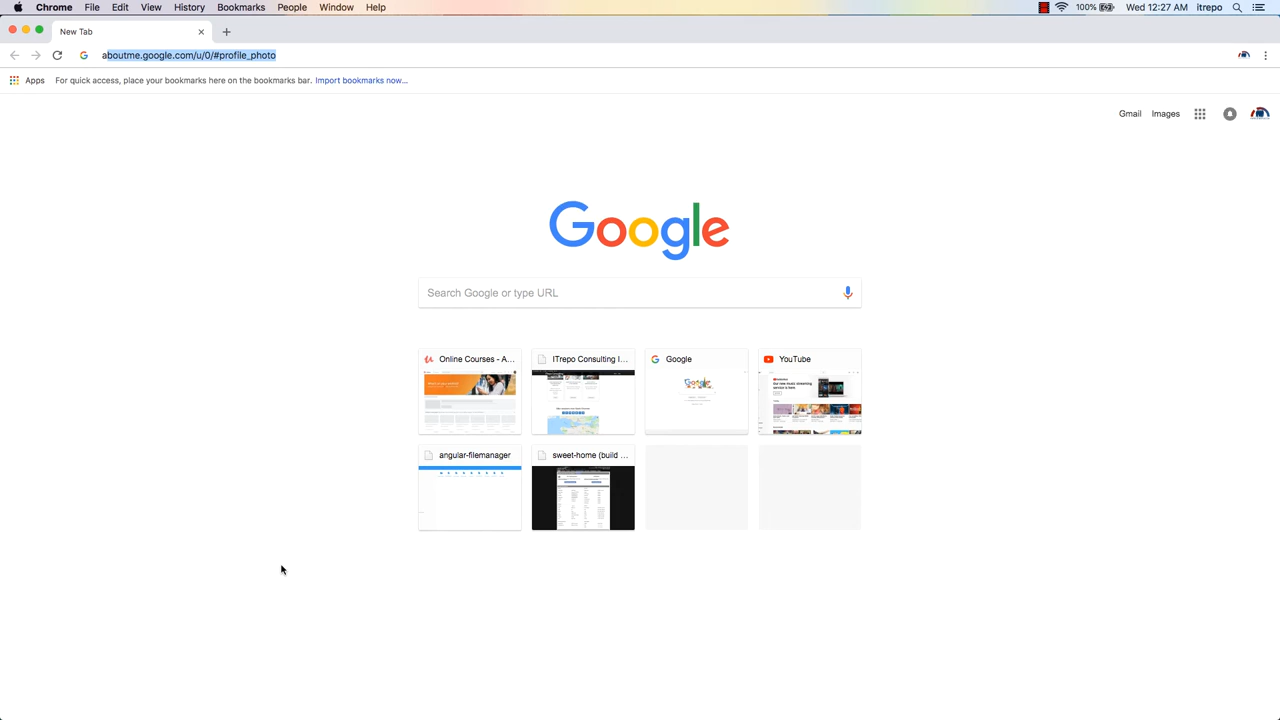 Chrome File Edit View History Bookmarks People Window Help 100% Wed 12:27 AM itrepo
New Tab
aboutme.google.com/u/0/#profile_photo
Apps For quick access, place your bookmarks here on the bookmarks bar. Import bookmarks now...
Gmail Images
Google
Search Google or type URL
Online Courses - A... ITrepo Consulting I... Google YouTube
angular-filemanager sweet-home (build ...